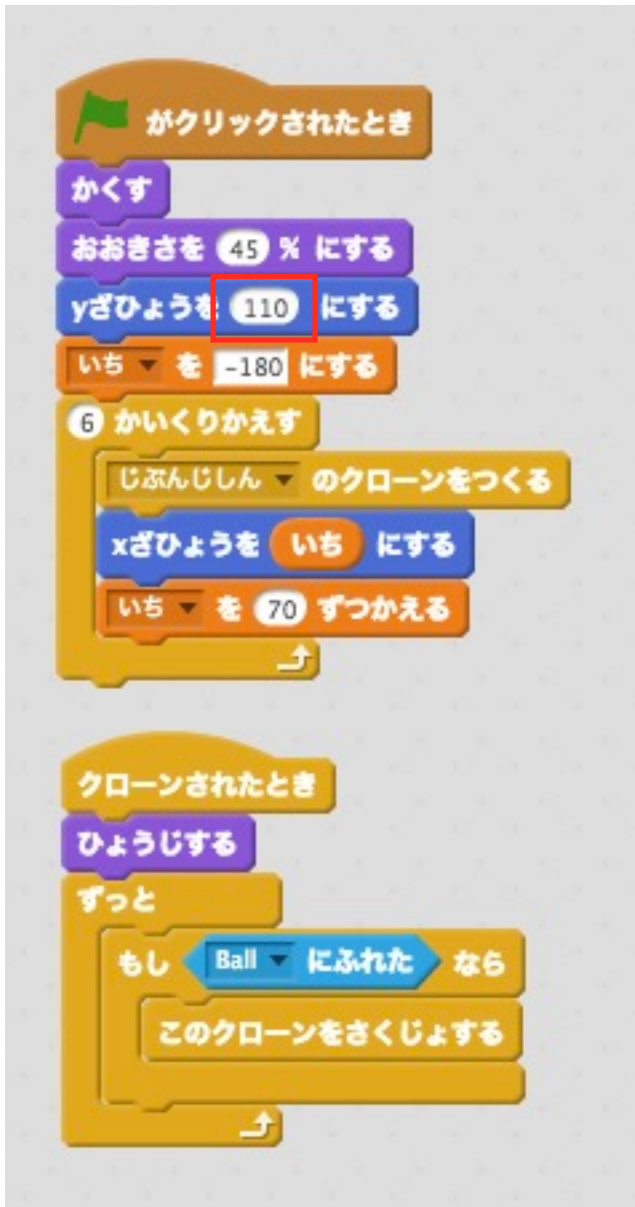 がクリックされたとき
かくす
おおきさを 45 % にする
yざひょうを 110 にする
いち を -180 にする
6 かいくりかえす
じぶんじしん のクローンをつくる
xざひょうを いち にする
いち を 70 ずつかえる
クローンされたとき
ひょうじする
ずっと
もし Ball にふれた なら
このクローンをさくじょする